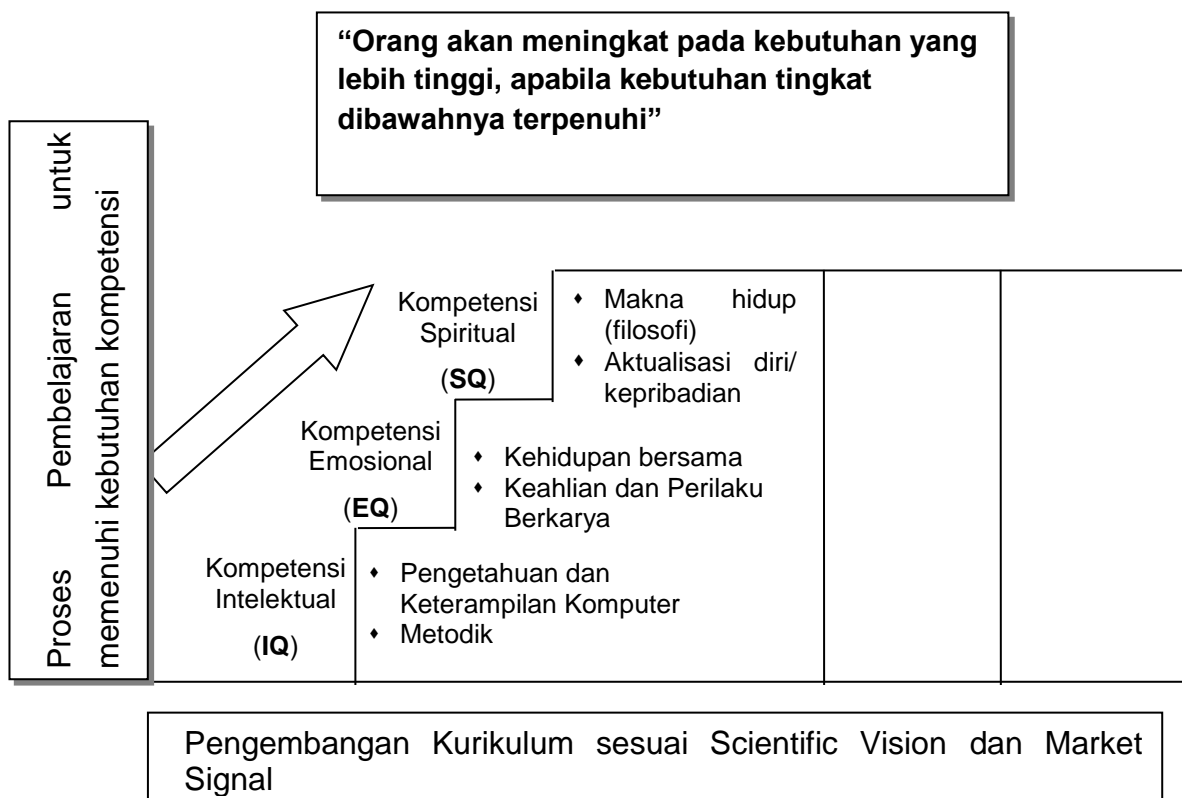 “Orang akan meningkat pada kebutuhan yang
lebih tinggi, apabila kebutuhan tingkat
dibawahnya terpenuhi”
Proses Pembelajaran untuk
memenuhi kebutuhan kompetensi
Kompetensi
Spiritual
(SQ)
♦ Makna hidup
(filosofi)
♦ Aktualisasi diri/
kepribadian
Kompetensi
Emosional
(EQ)
♦ Kehidupan bersama
♦ Keahlian dan Perilaku
Berkarya
Kompetensi
Intelektual
(IQ)
♦ Pengetahuan dan
Keterampilan Komputer
♦ Metodik
Pengembangan Kurikulum sesuai Scientific Vision dan Market
Signal